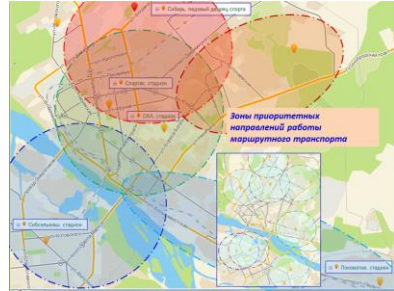 Сибирь, ледовый дворец спорта
Спартак, стадион
СКА, стадион
Зоны приоритетных
направлений работы
маршрутного транспорта
Сибсельмаш, стадион
Локомотив, стадион